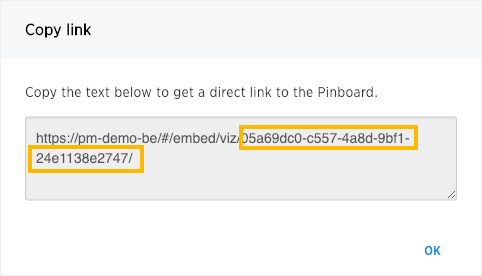 Copy link
Copy the text below to get a direct link to the Pinboard.
https://pm-demo-be/#/embed/viz/05a69dc0-c557-4a8d-9bf1-
24e1138e2747/
OK